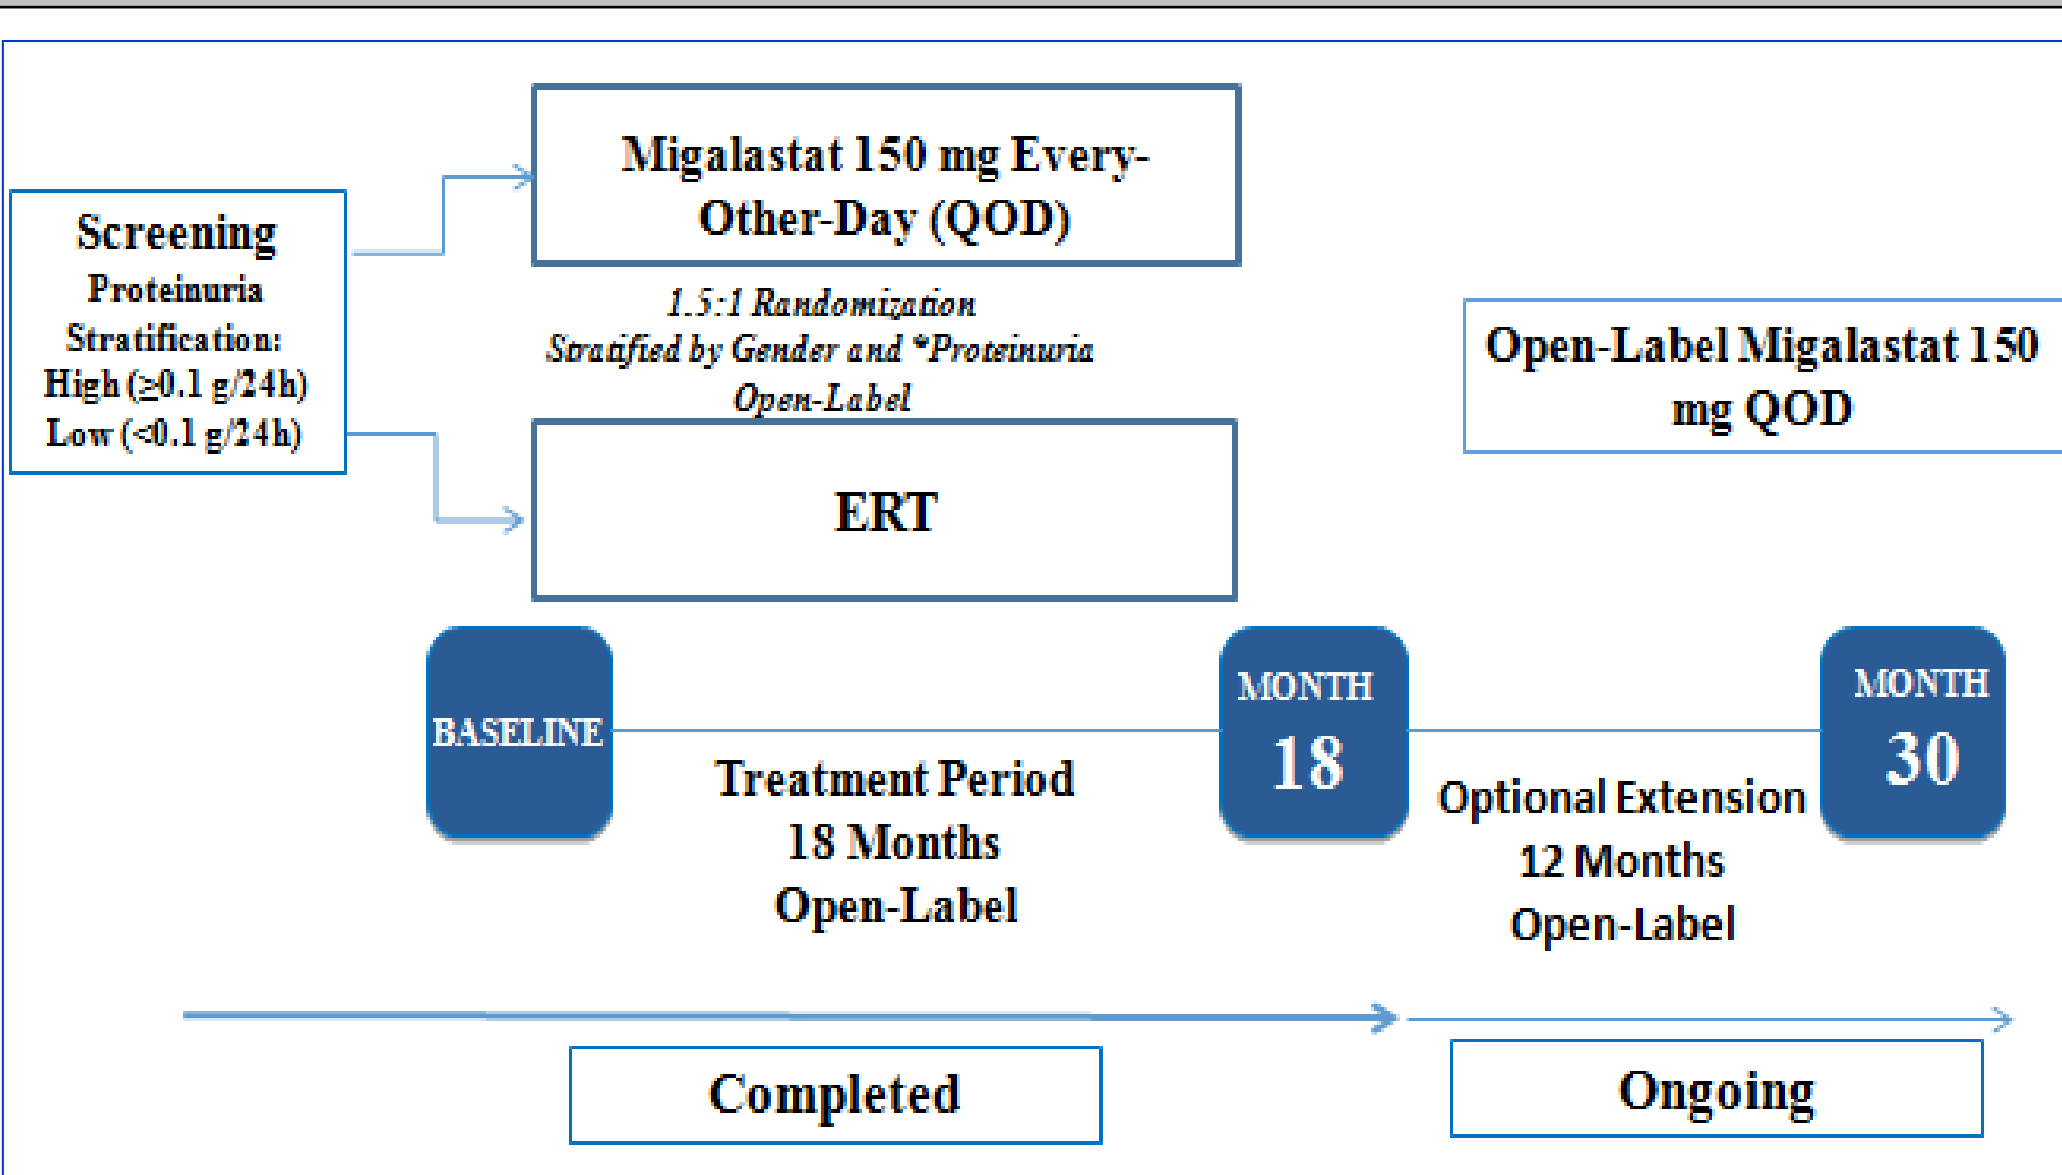 Screening
Proteinuria
Stratification:
High (≥0.1 g/24h)
Low (<0.1 g/24h)
Migalastat 150 mg Every-
Other-Day (QOD)
1.5:1 Randomization
Stratified by Gender and *Proteinuria
Open-Label
ERT
Open-Label Migalastat 150
mg QOD
BASELINE
Treatment Period
18 Months
Open-Label
MONTH
18
Optional Extension
12 Months
Open-Label
MONTH
30
Completed
Ongoing